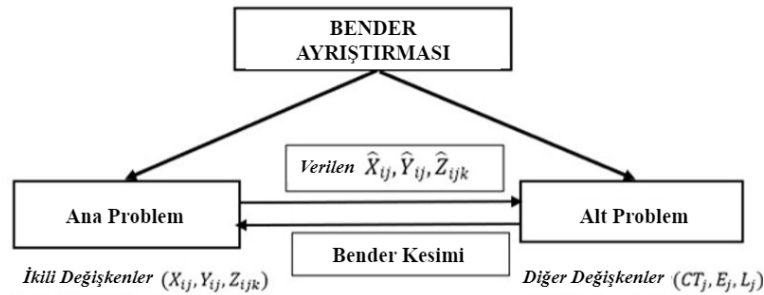 BENDER
AYRIŞTIRMASI
Verilen X̂ij, Ŷij, Ẑijk
Ana Problem
Alt Problem
Bender Kesimi
İkili Değişkenler (Xij, Yij, Zijk)
Diğer Değişkenler (CTj, Ej, Lj)